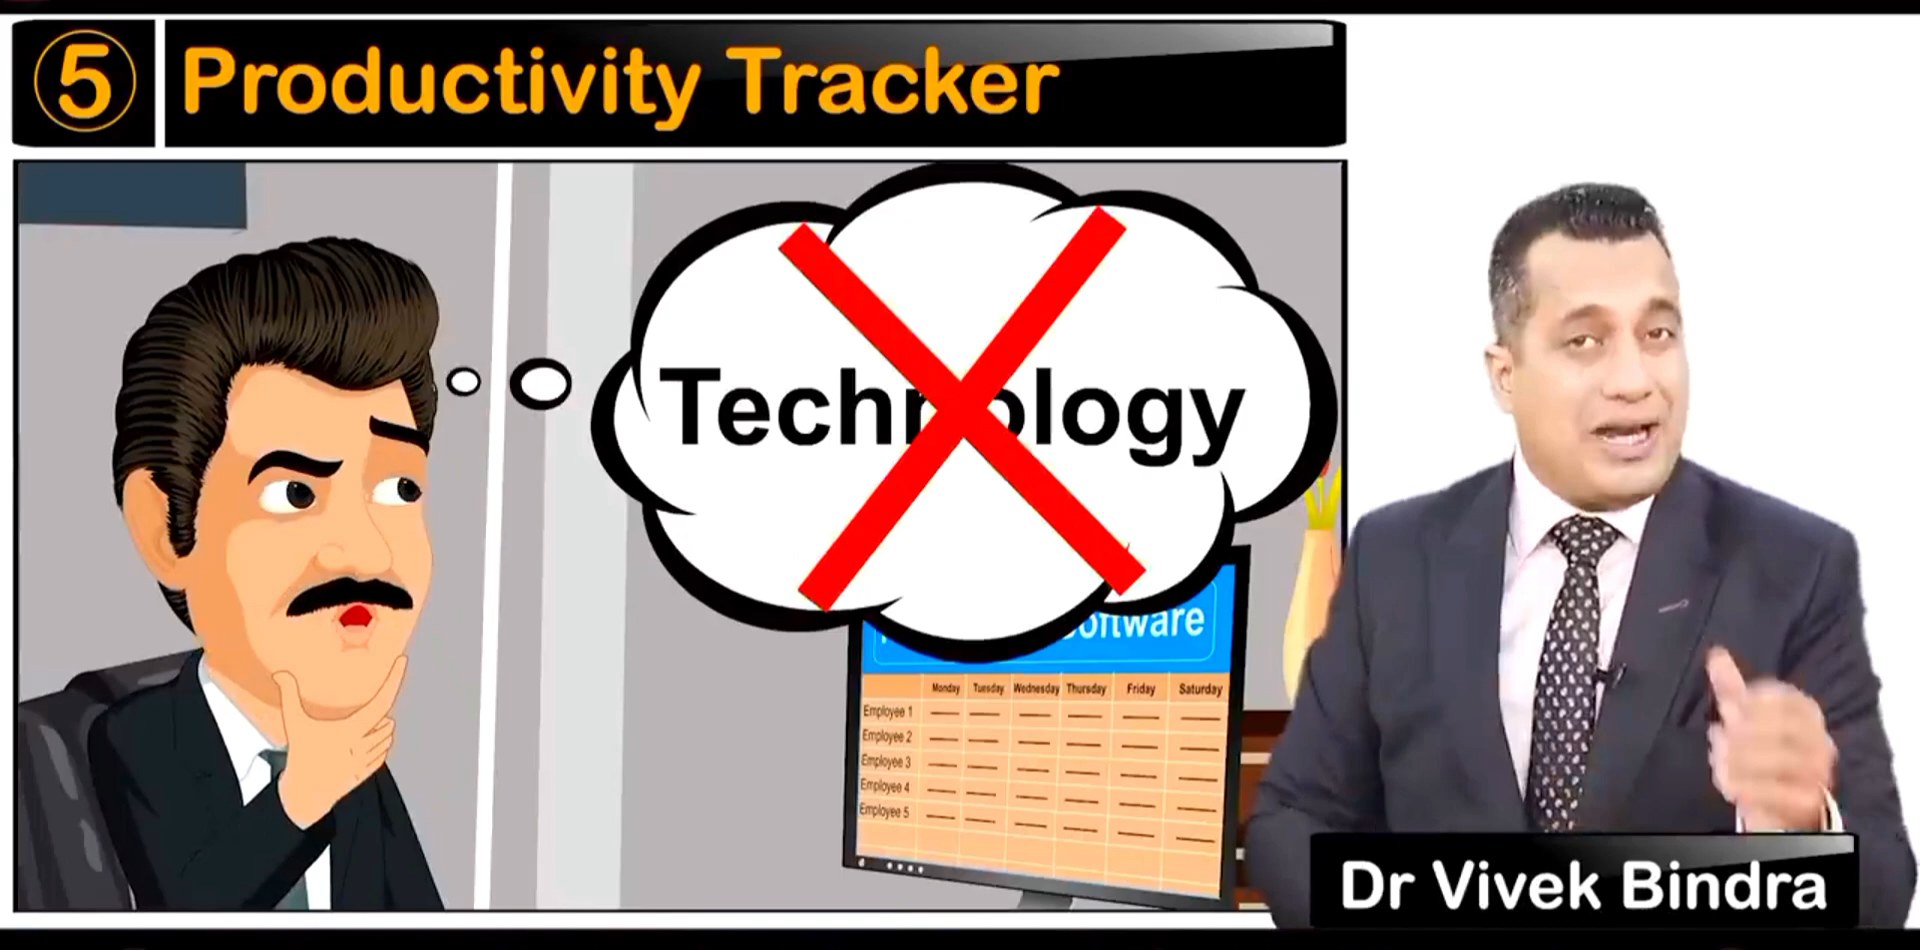 5 Productivity Tracker
Technology
Software
Monday Tuesday Wednesday Thursday Friday Saturday
Employee 1
Employee 2
Employee 3
Employee 4
Employee 5
Dr Vivek Bindra